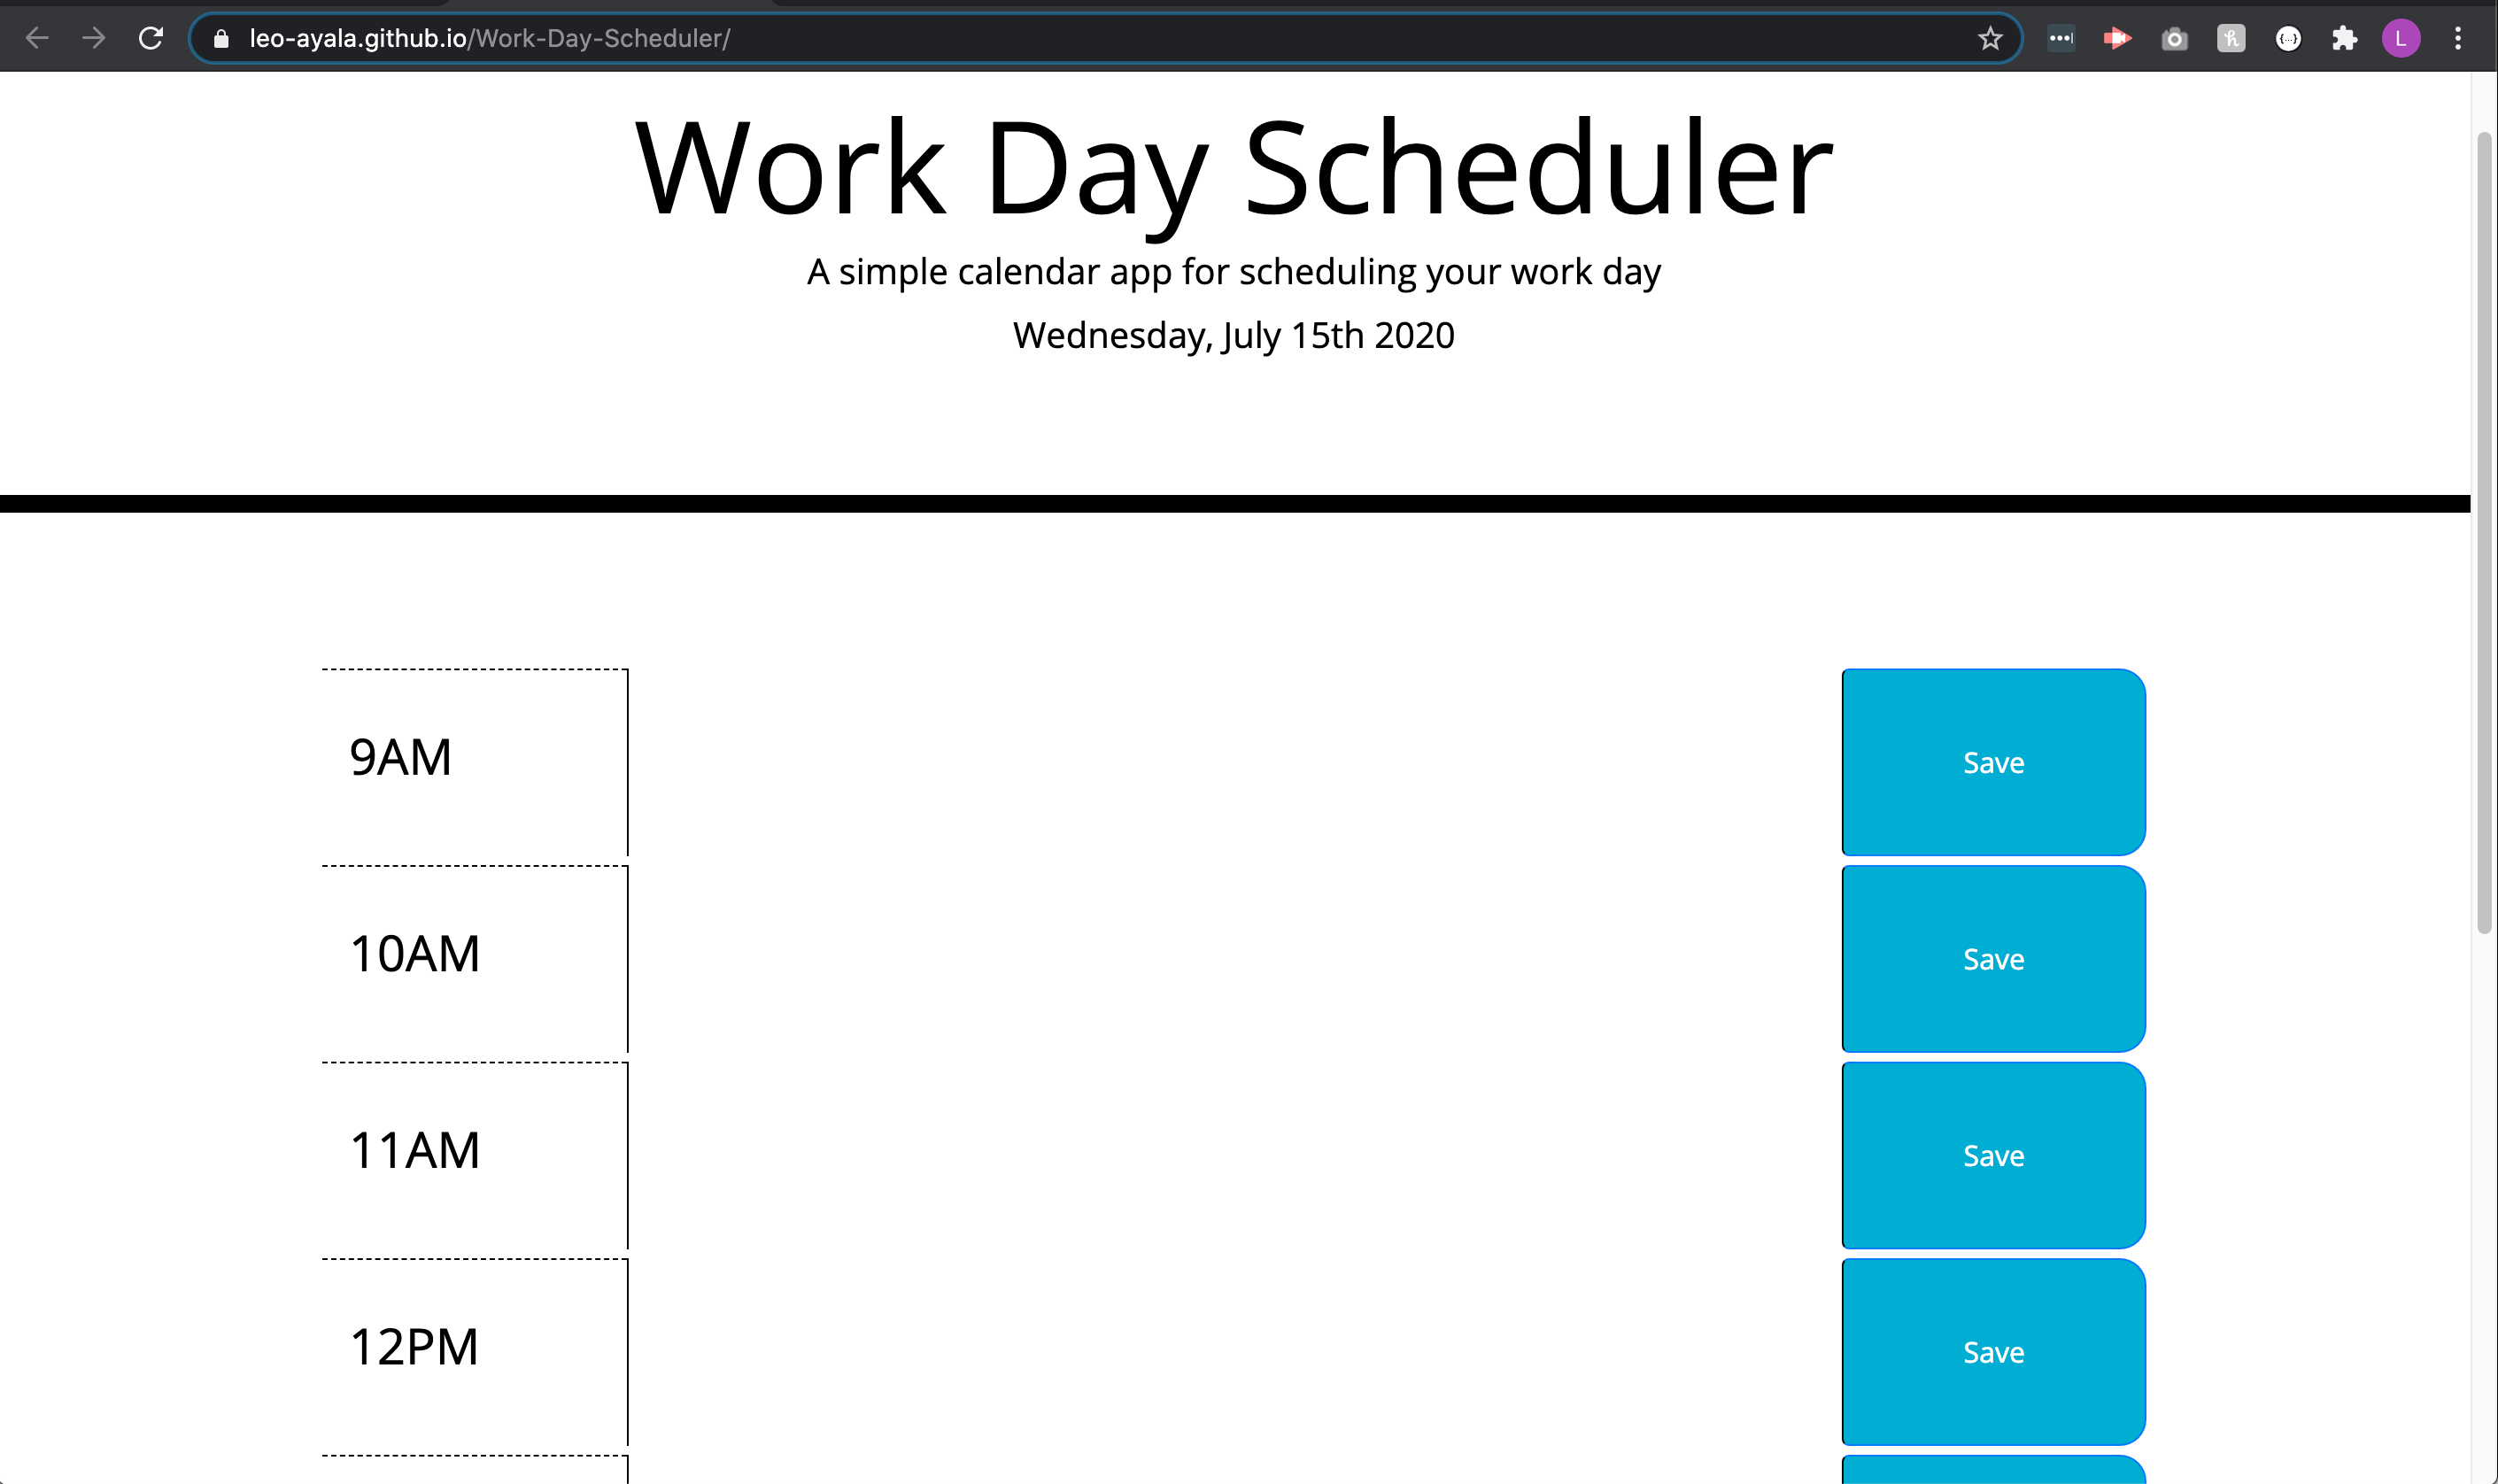 leo-ayala.github.io/Work-Day-Scheduler/
L
Work Day Scheduler
A simple calendar app for scheduling your work day
Wednesday, July 15th 2020
9AM
Save
10AM
Save
11AM
Save
12PM
Save